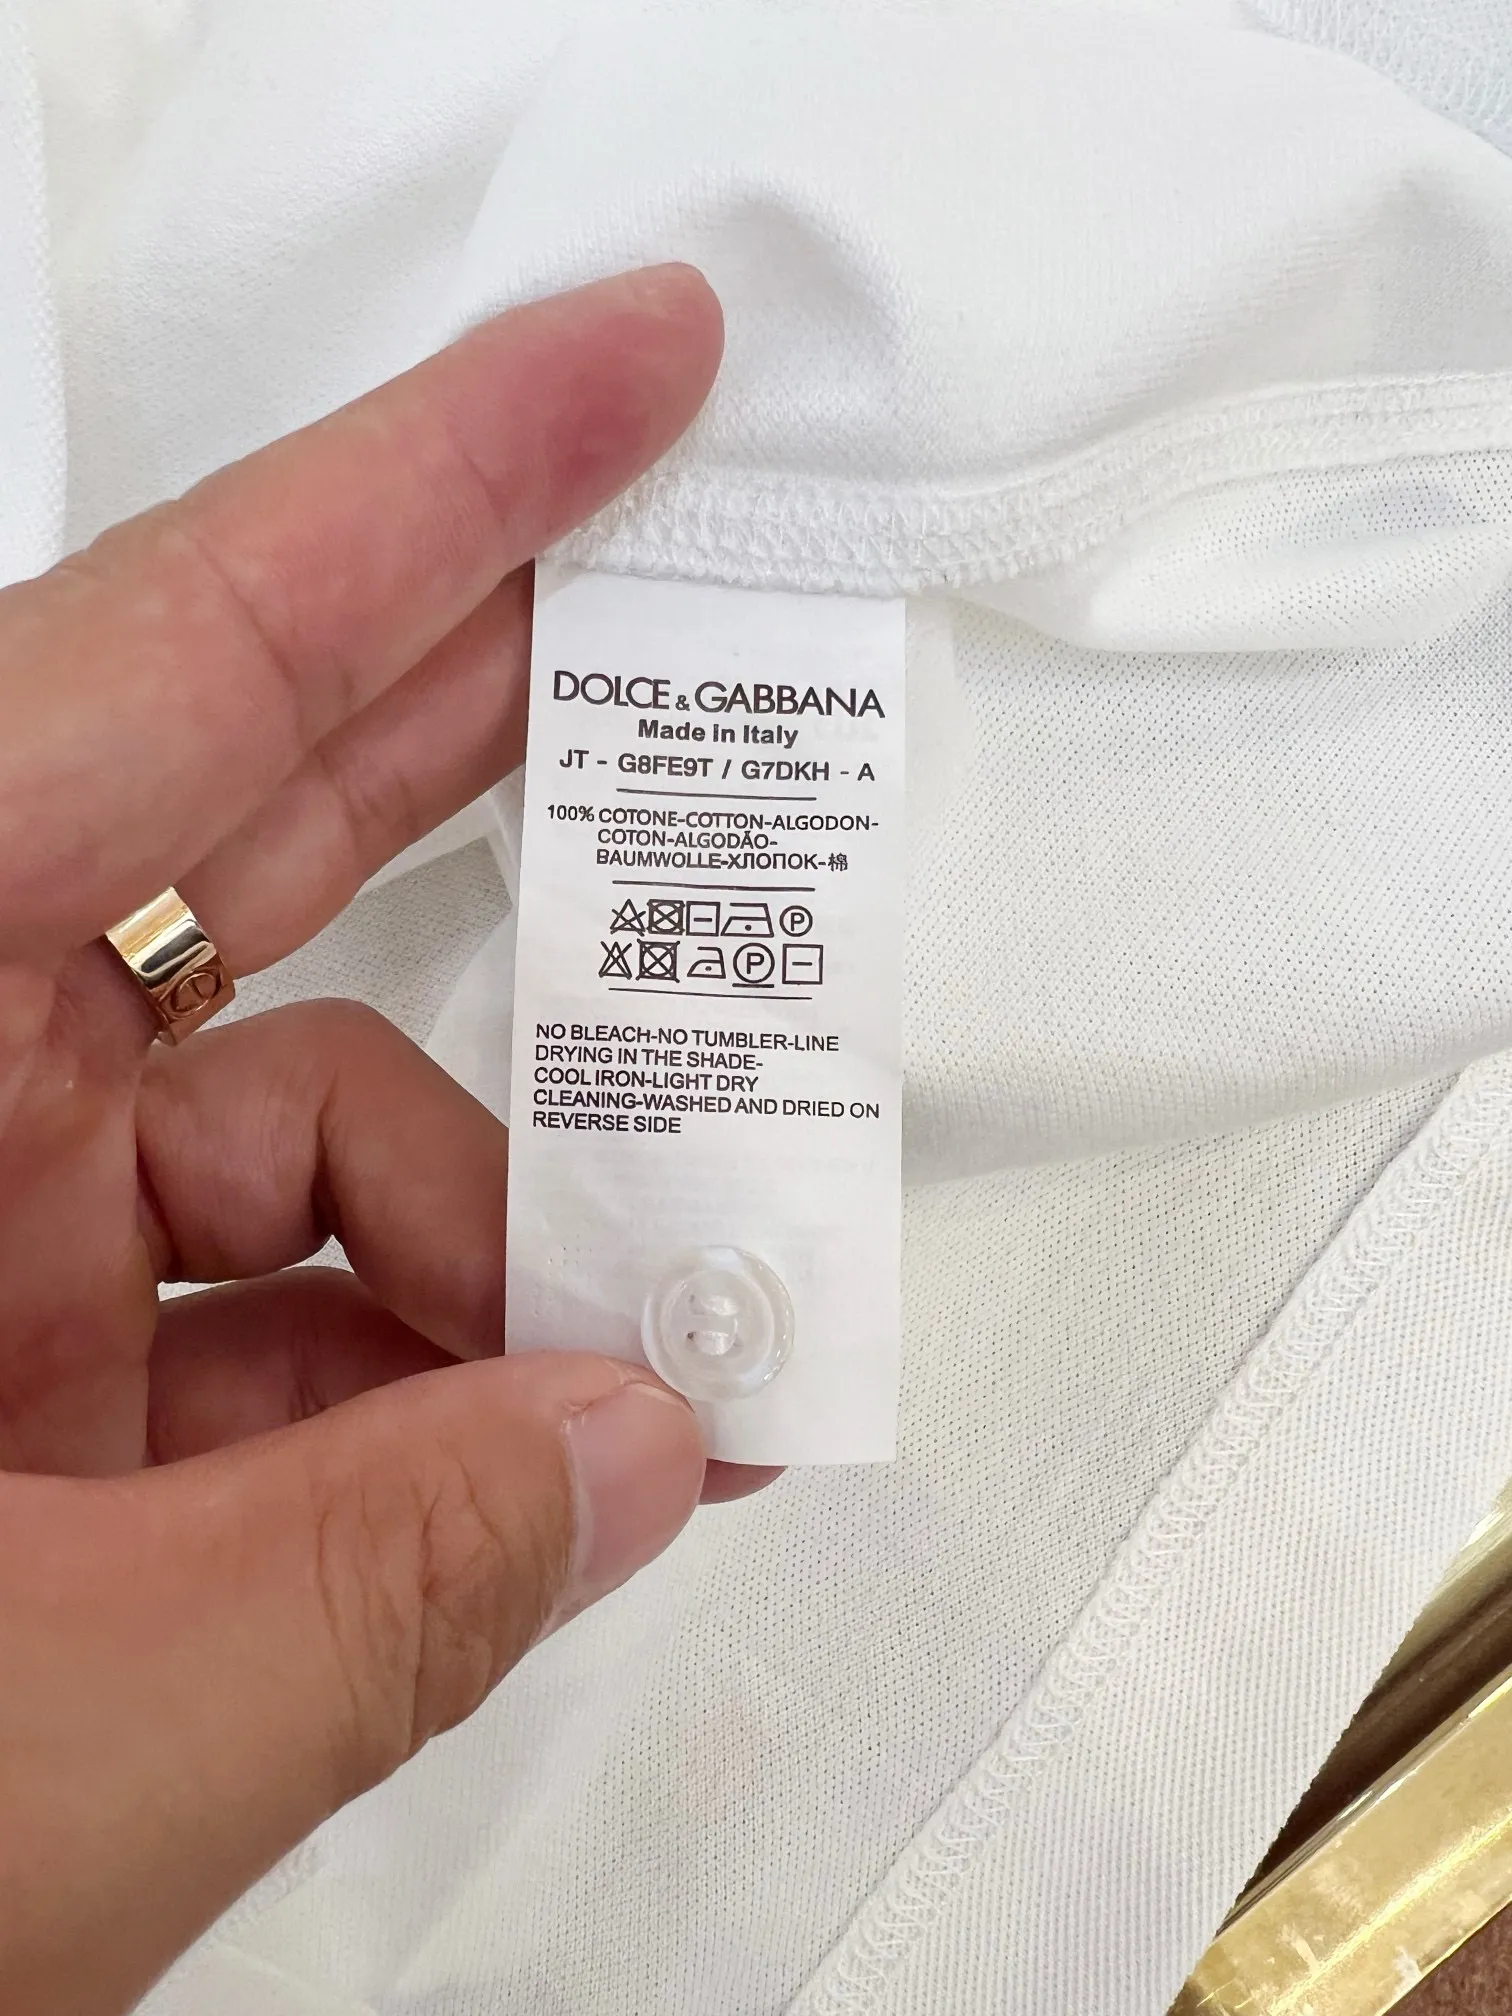 DOLCE & GABBANA
Made in Italy
JT - G8FE9T / G7DKH - A
100% COTONE-COTTON-ALGODON-
COTON-ALGODÃO-
BAUMWOLLE-ХЛОПОК-棉
P
P
NO BLEACH-NO TUMBLER-LINE
DRYING IN THE SHADE-
COOL IRON-LIGHT DRY
CLEANING-WASHED AND DRIED ON
REVERSE SIDE